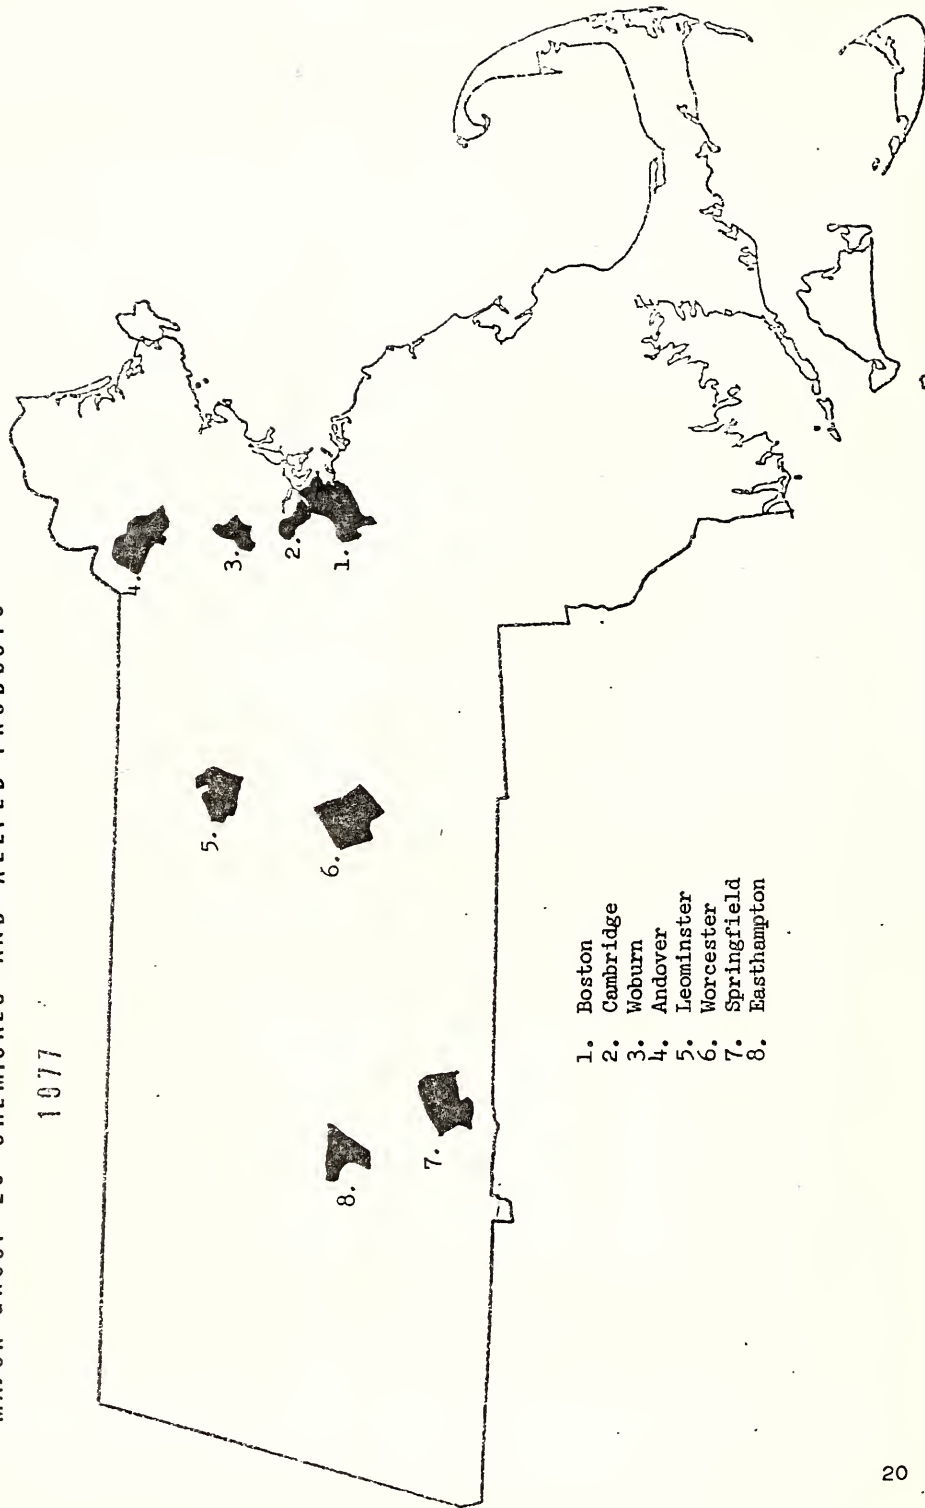 MAJOR GROUP 28 CHEMICALS AND ALLIED PRODUCTS
1977
4.
3.
2.
1.
5.
6.
8.
7.
1. Boston
2. Cambridge
3. Woburn
4. Andover
5. Leominster
6. Worcester
7. Springfield
8. Easthampton
20